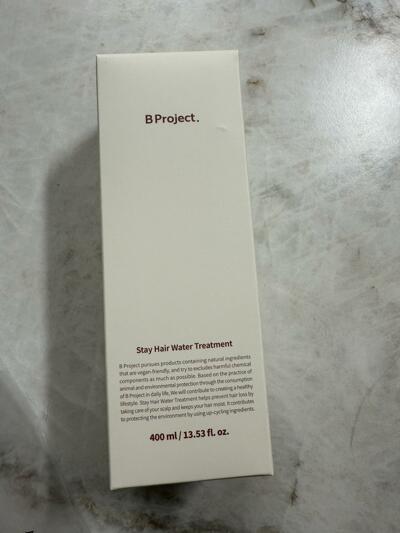 B Project.
Stay Hair Water Treatment
B Project pursues products containing natural ingredients
that are vegan-friendly, and try to excludes harmful chemical
components as much as possible. Based on the practice of
animal and environmental protection through the consumption
of B Project in daily life, We will contribute to creating a healthy
lifestyle. Stay Hair Water Treatment helps prevent hair loss by
taking care of your scalp and keeps your hair moist. It contributes
to protecting the environment by using up-cycling ingredients.
400 ml / 13.53 fl. oz.